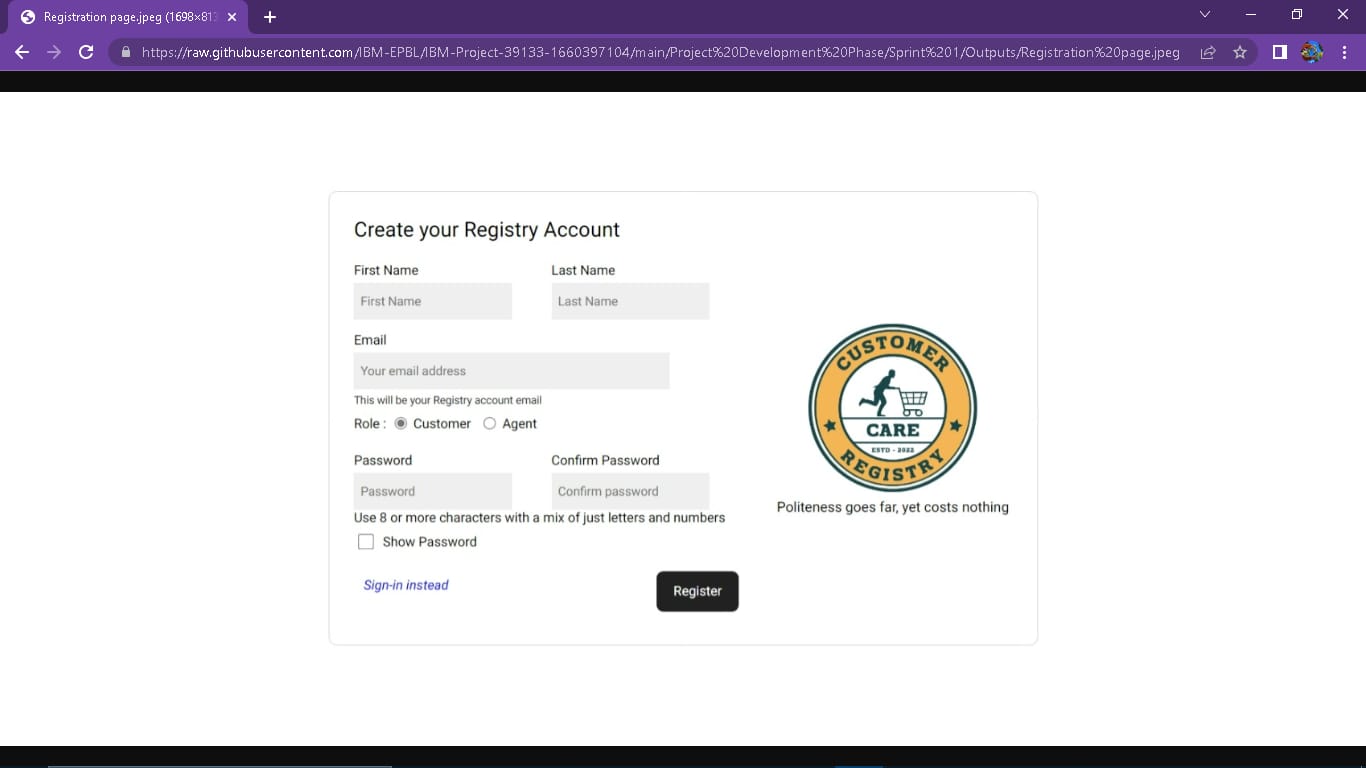 Registration page.jpeg (1698×813
https://raw.githubusercontent.com/IBM-EPBL/IBM-Project-39133-1660397104/main/Project%20Development%20Phase/Sprint%201/Outputs/Registration%20page.jpeg
Create your Registry Account
First Name Last Name
First Name Last Name
Email
Your email address
This will be your Registry account email
Role : Customer Agent
Password Confirm Password
Password Confirm password
Use 8 or more characters with a mix of just letters and numbers
Show Password
Sign-in instead
Register
CUSTOMER
CARE
ESTD - 2022
REGISTRY
Politeness goes far, yet costs nothing